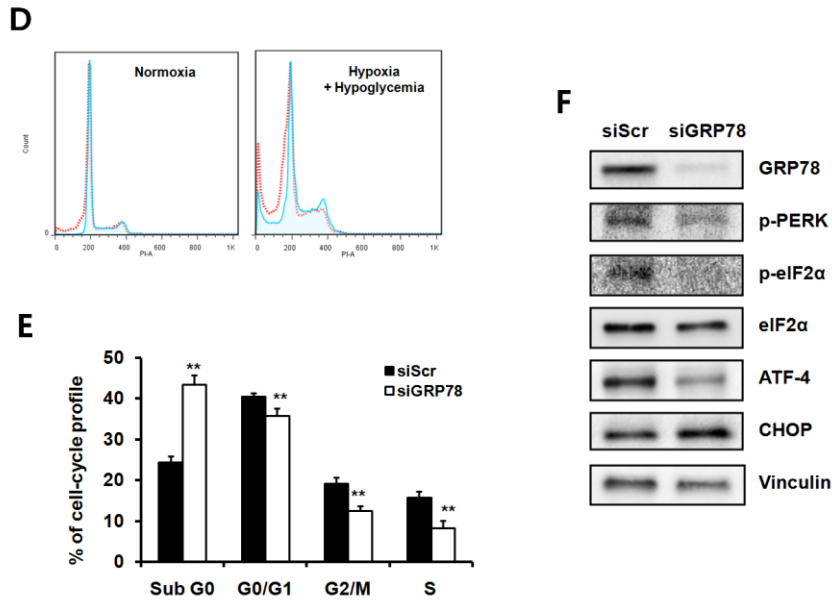 D
Normoxia
Hypoxia
+ Hypoglycemia
Count
0
0 200 400 600 800 1K
PI-A
0 200 400 600 800 1K
PI-A
E
% of cell-cycle profile
50
40
30
20
10
0
siScr
siGRP78
**
**
**
**
Sub G0 G0/G1 G2/M S
F
siScr siGRP78
GRP78
p-PERK
p-eIF2α
eIF2α
ATF-4
CHOP
Vinculin